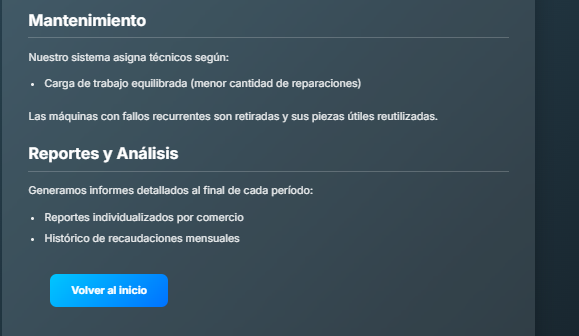 Mantenimiento
Nuestro sistema asigna técnicos según:
• Carga de trabajo equilibrada (menor cantidad de reparaciones)
Las máquinas con fallos recurrentes son retiradas y sus piezas útiles reutilizadas.
Reportes y Análisis
Generamos informes detallados al final de cada período:
• Reportes individualizados por comercio
• Histórico de recaudaciones mensuales
Volver al inicio